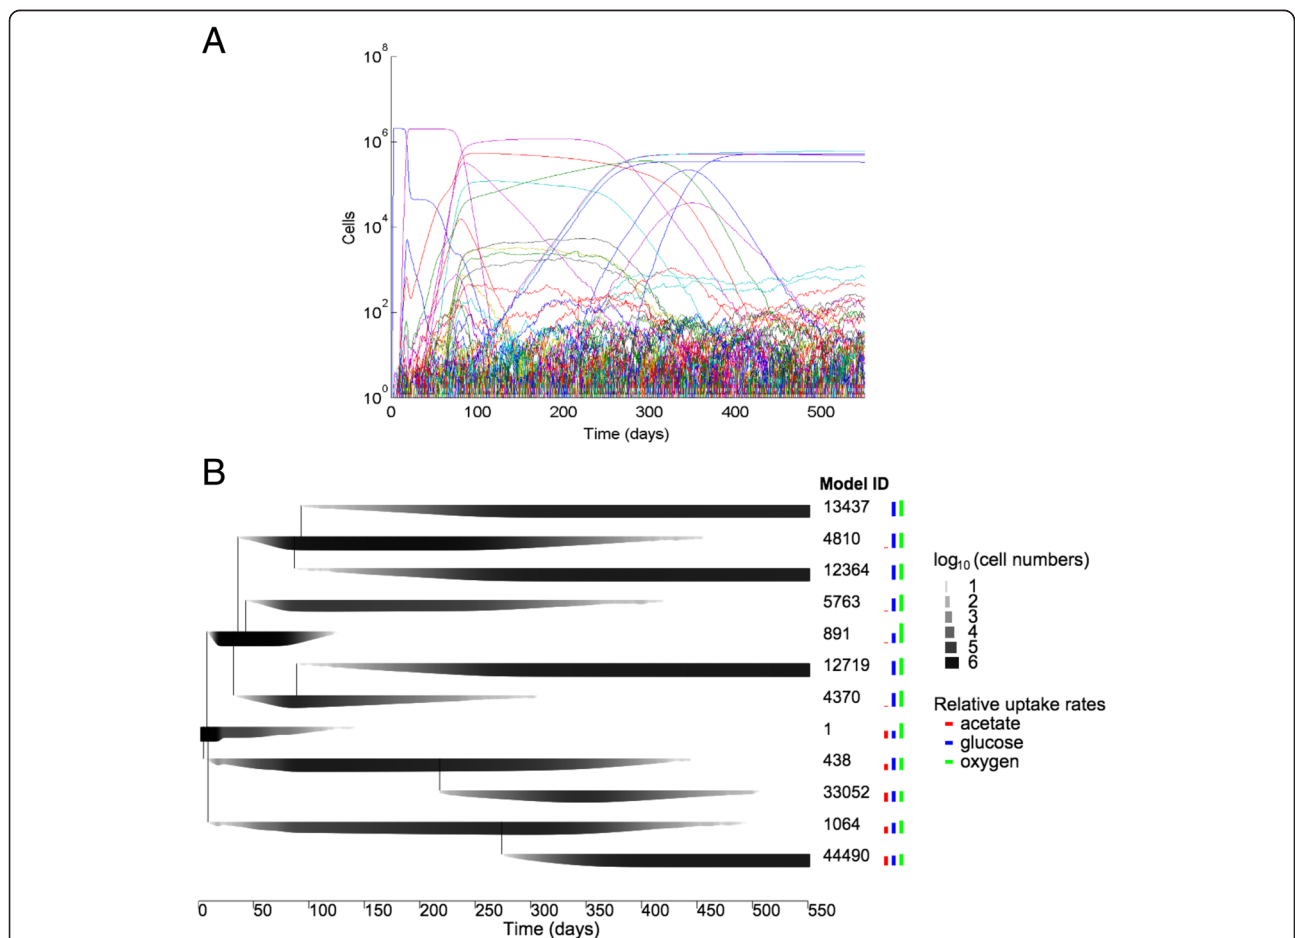 A
10^8
10^6
10^4
10^2
10^0
Cells
0 100 200 300 400 500
Time (days)
B
Model ID
13437
4810
12364
5763
891
12719
4370
1
438
33052
1064
44490
log10 (cell numbers)
1
2
3
4
5
6
Relative uptake rates
acetate
glucose
oxygen
0 50 100 150 200 250 300 350 400 450 500 550
Time (days)